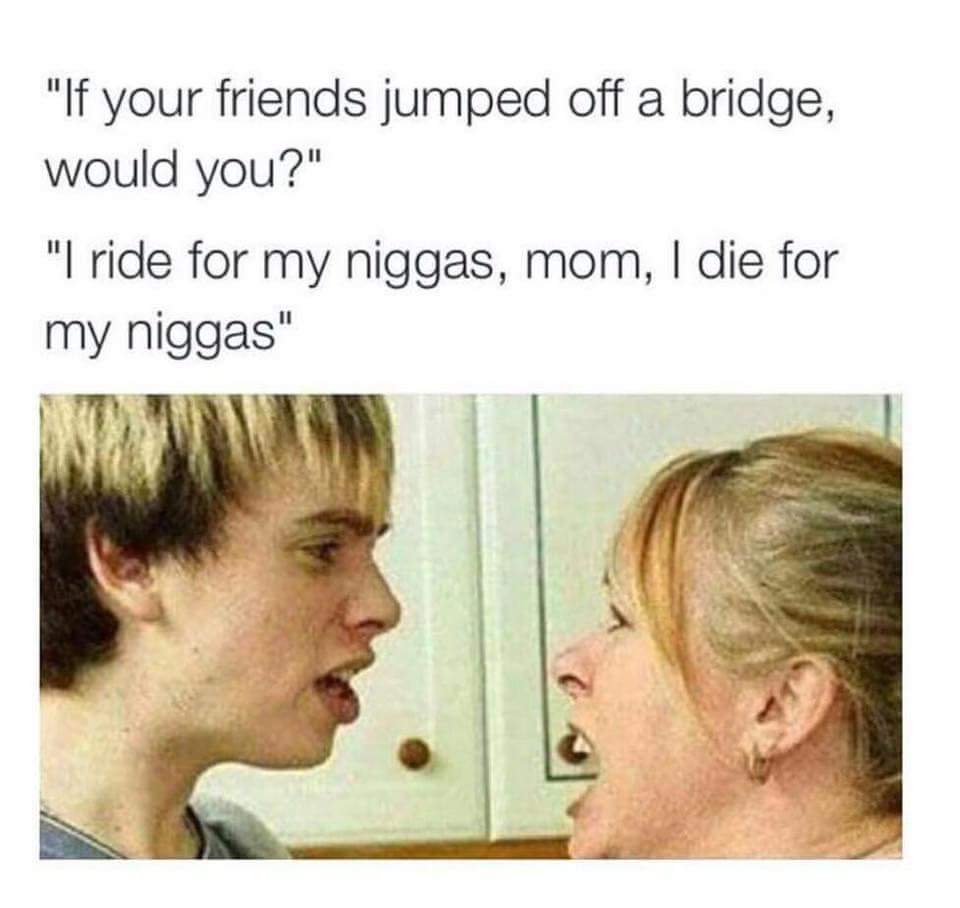 "If your friends jumped off a bridge,
would you?"
"I ride for my niggas, mom, I die for
my niggas"